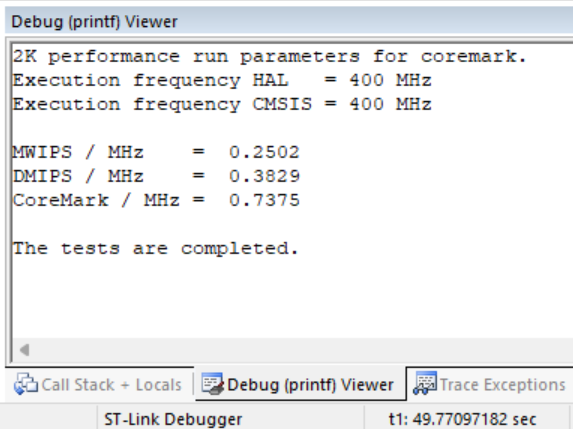 Debug (printf) Viewer
2K performance run parameters for coremark.
Execution frequency HAL   = 400 MHz
Execution frequency CMSIS = 400 MHz
MWIPS / MHz    =  0.2502
DMIPS / MHz    =  0.3829
CoreMark / MHz =  0.7375
The tests are completed.
Call Stack + Locals Debug (printf) Viewer Trace Exceptions
ST-Link Debugger t1: 49.77097182 sec